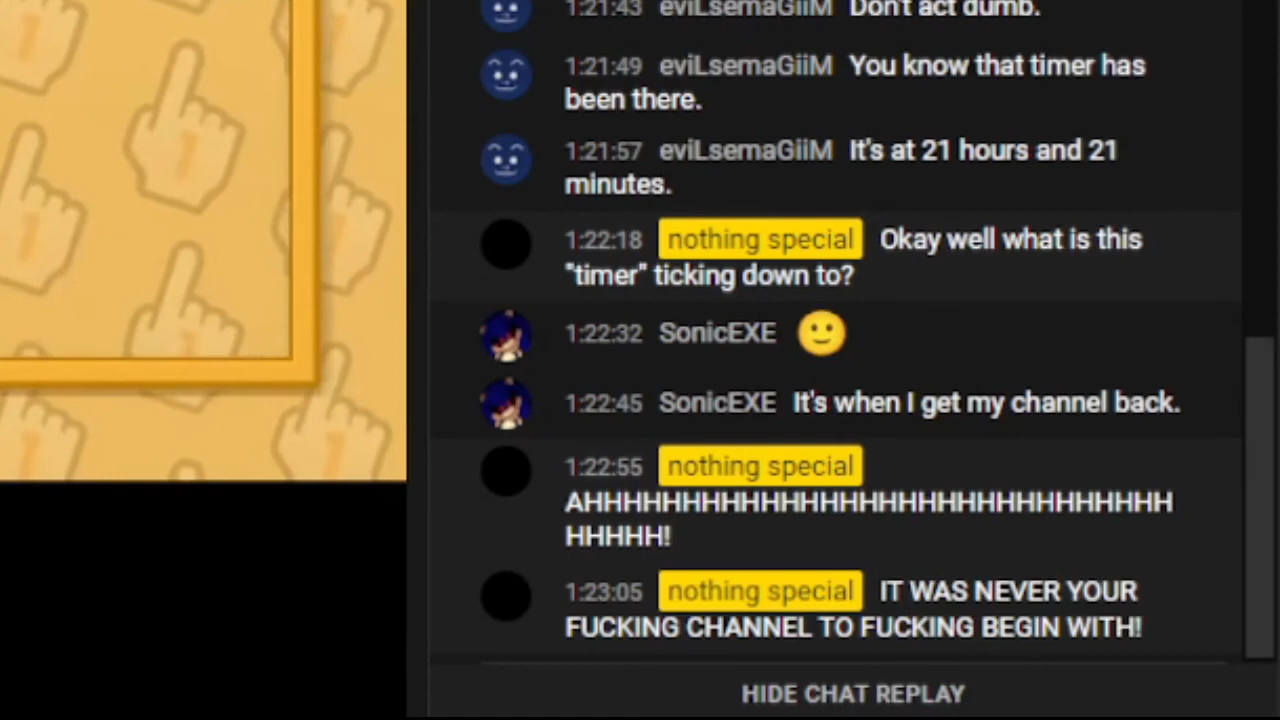 1:21:43 eviLsemaGiiM Don't act dumb.
1:21:49 eviLsemaGiiM You know that timer has
been there.
1:21:57 eviLsemaGiiM It's at 21 hours and 21
minutes.
1:22:18 nothing special Okay well what is this
"timer" ticking down to?
1:22:32 SonicEXE 🙂
1:22:45 SonicEXE It's when I get my channel back.
1:22:55 nothing special
AHHHHHHHHHHHHHHHHHHHHHHHHHHHHHH
HHHHH!
1:23:05 nothing special IT WAS NEVER YOUR
FUCKING CHANNEL TO FUCKING BEGIN WITH!
HIDE CHAT REPLAY